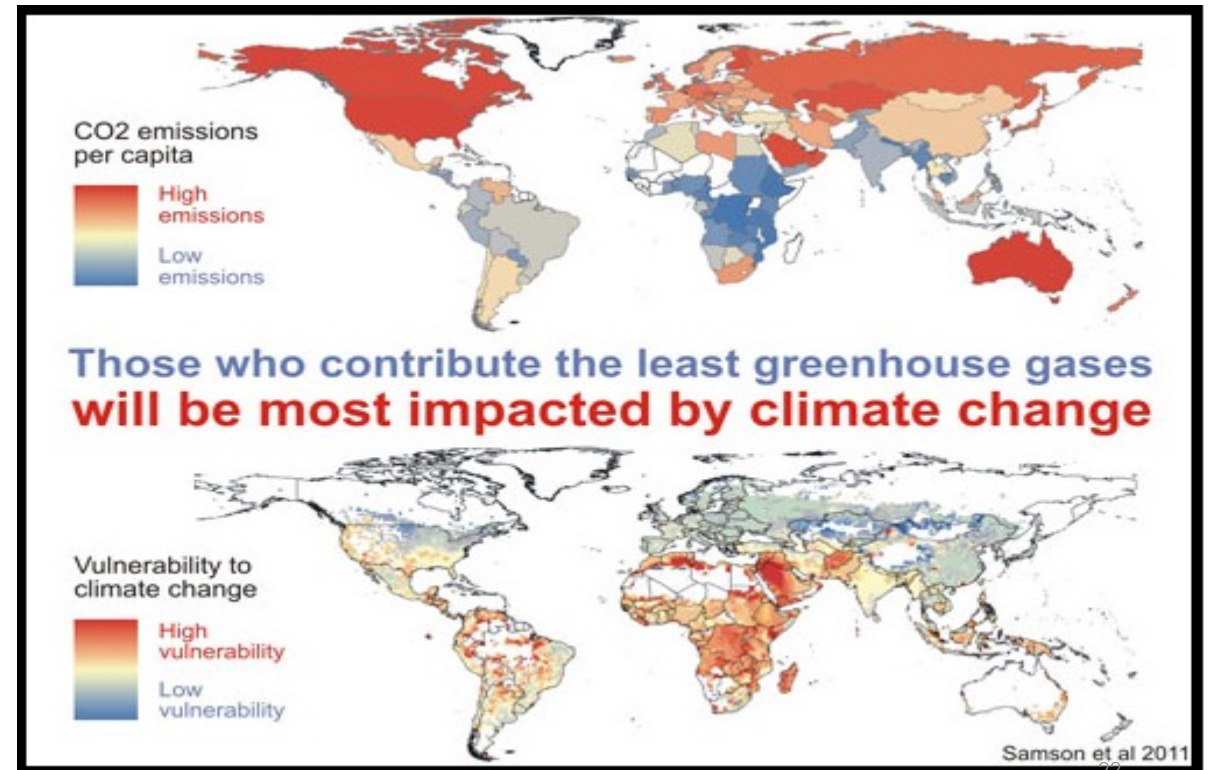 CO2 emissions
per capita
High
emissions
Low
emissions
Those who contribute the least greenhouse gases
will be most impacted by climate change
Vulnerability to
climate change
High
vulnerability
Low
vulnerability
Samson et al 2011